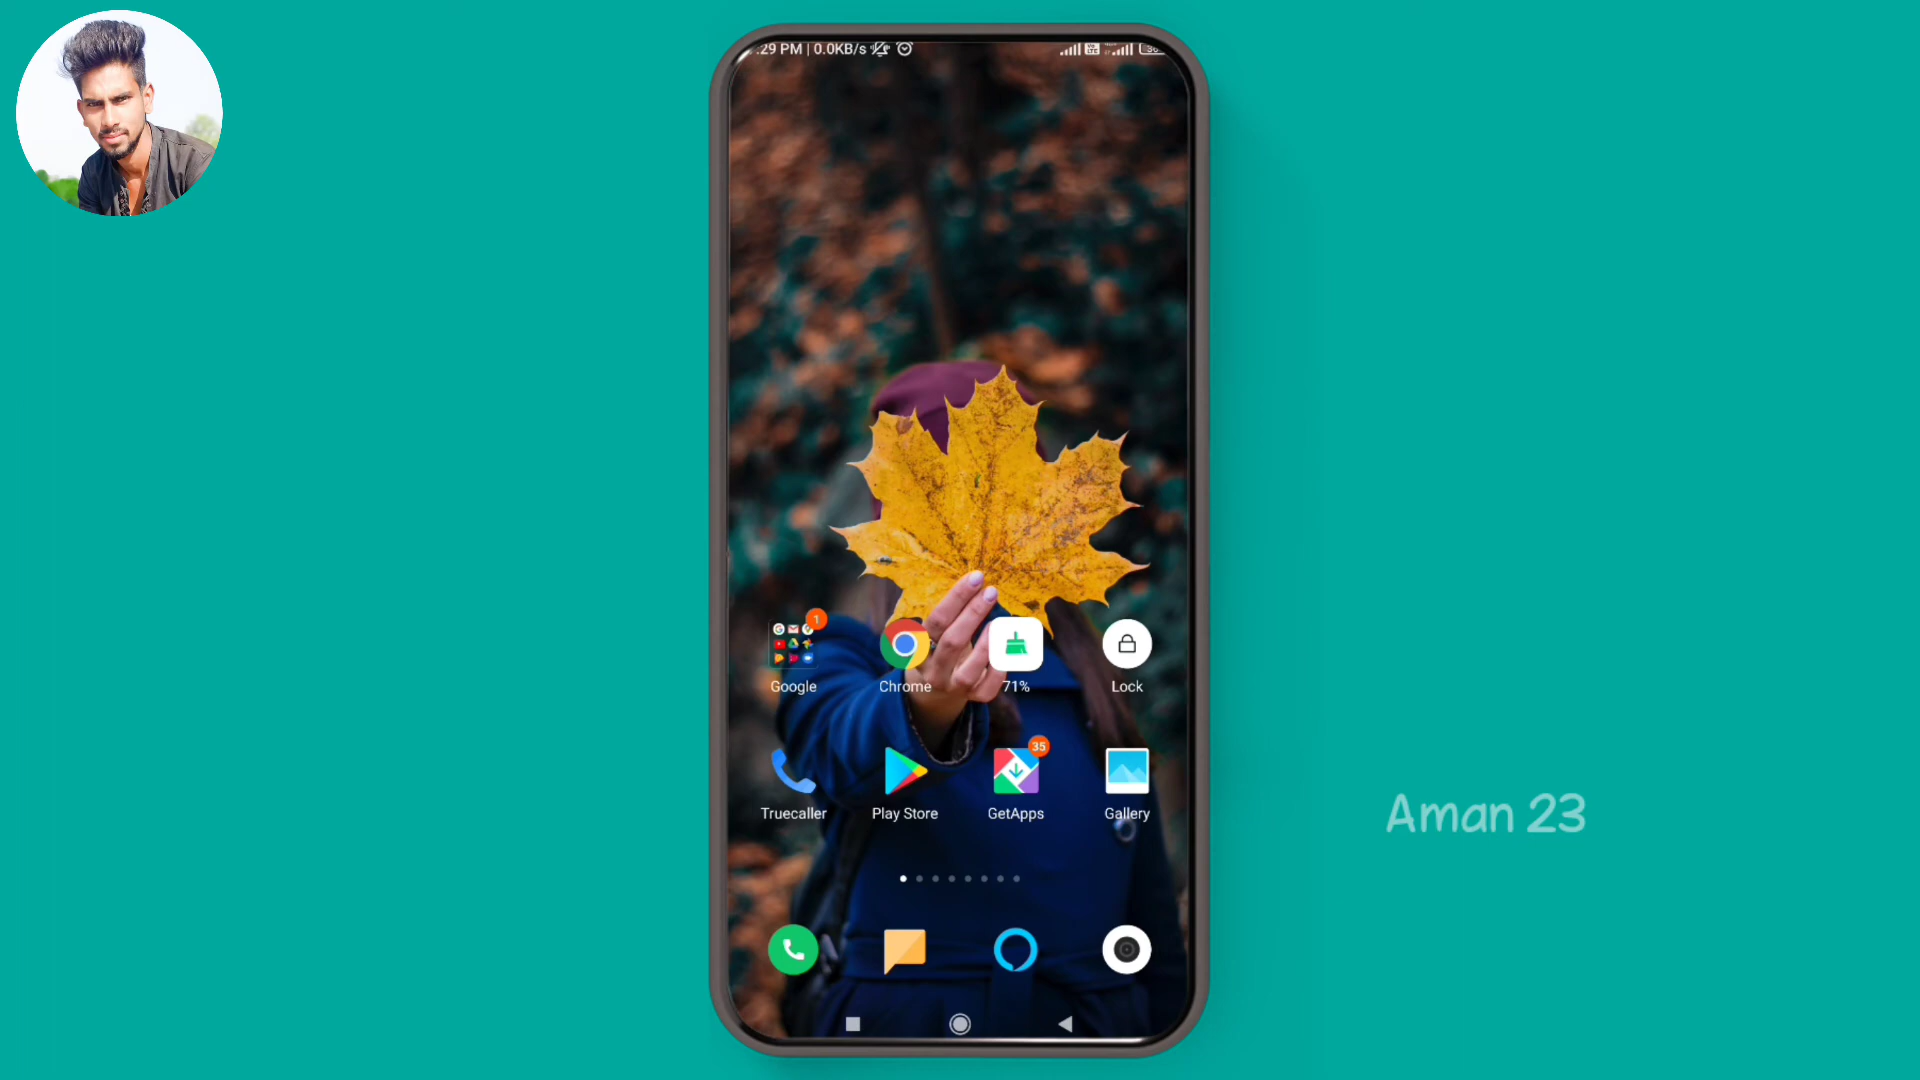 :29 PM | 0.0KB/s
1
Google
Chrome
71%
Lock
35
Truecaller
Play Store
GetApps
Gallery
Aman 23